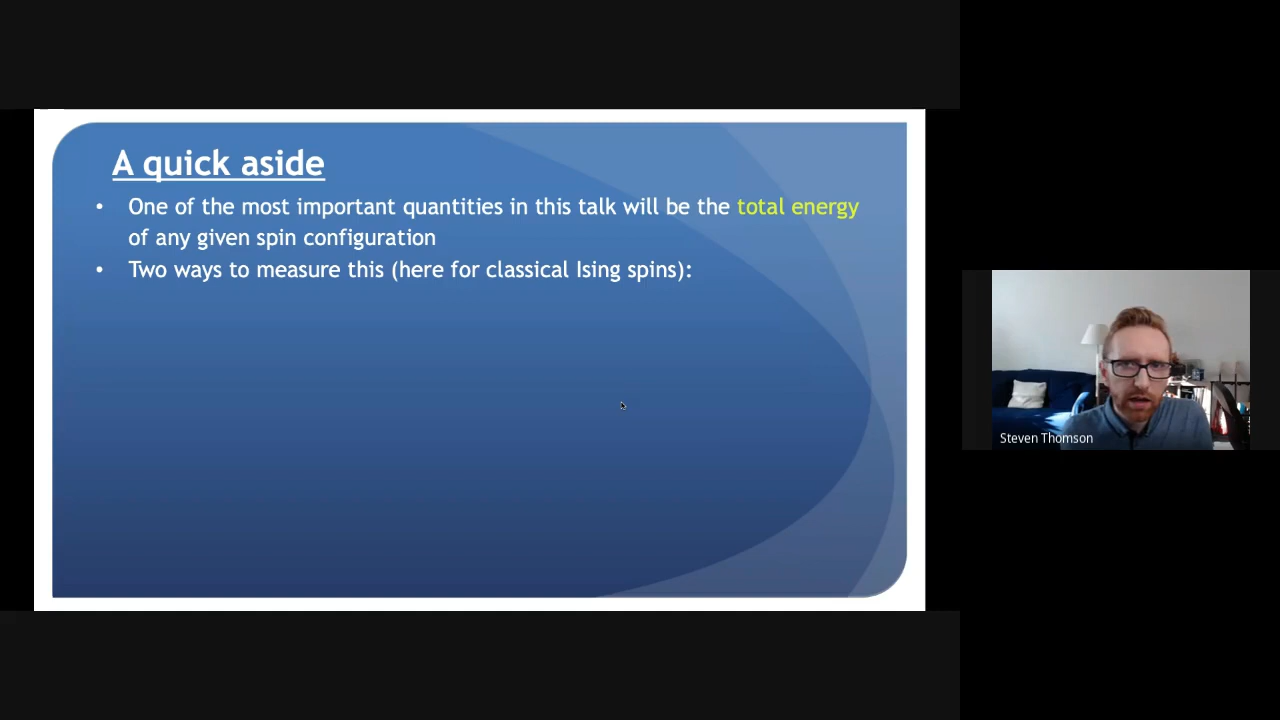 A quick aside
• One of the most important quantities in this talk will be the total energy
of any given spin configuration
• Two ways to measure this (here for classical Ising spins):
Steven Thomson